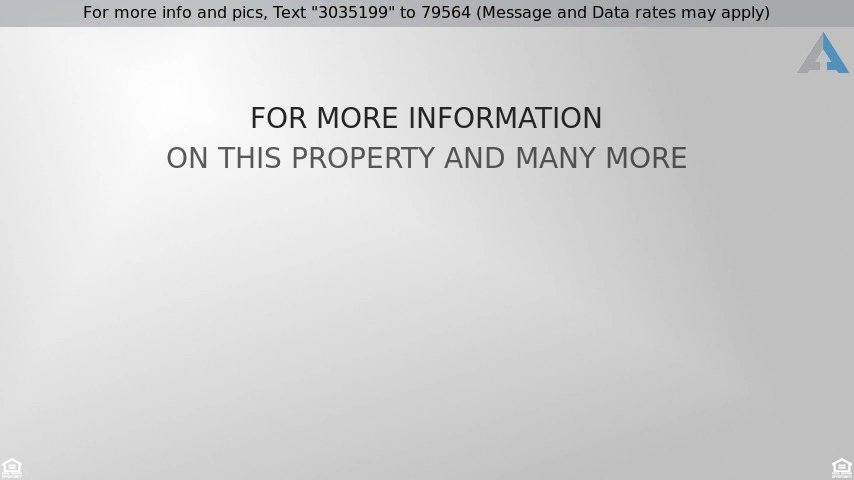 For more info and pics, Text "3035199" to 79564 (Message and Data rates may apply)
FOR MORE INFORMATION
ON THIS PROPERTY AND MANY MORE